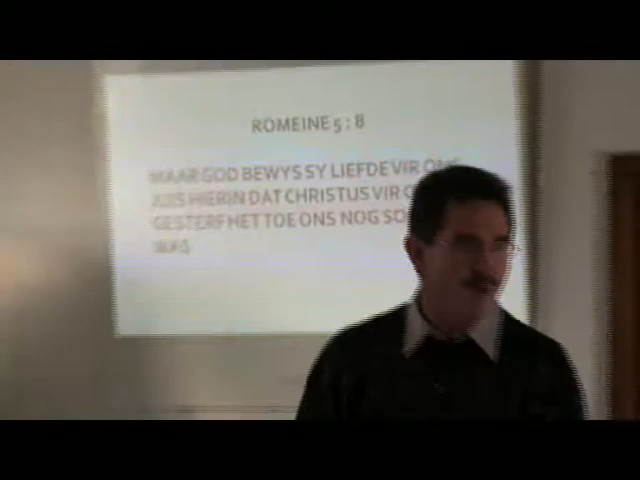 ROMEINE 5 : 8
MAAR GOD BEWYS SY LIEFDE VIR ONS
JUIS HIERIN DAT CHRISTUS VIR
GESTERF HET TOE ONS NOG
WAS